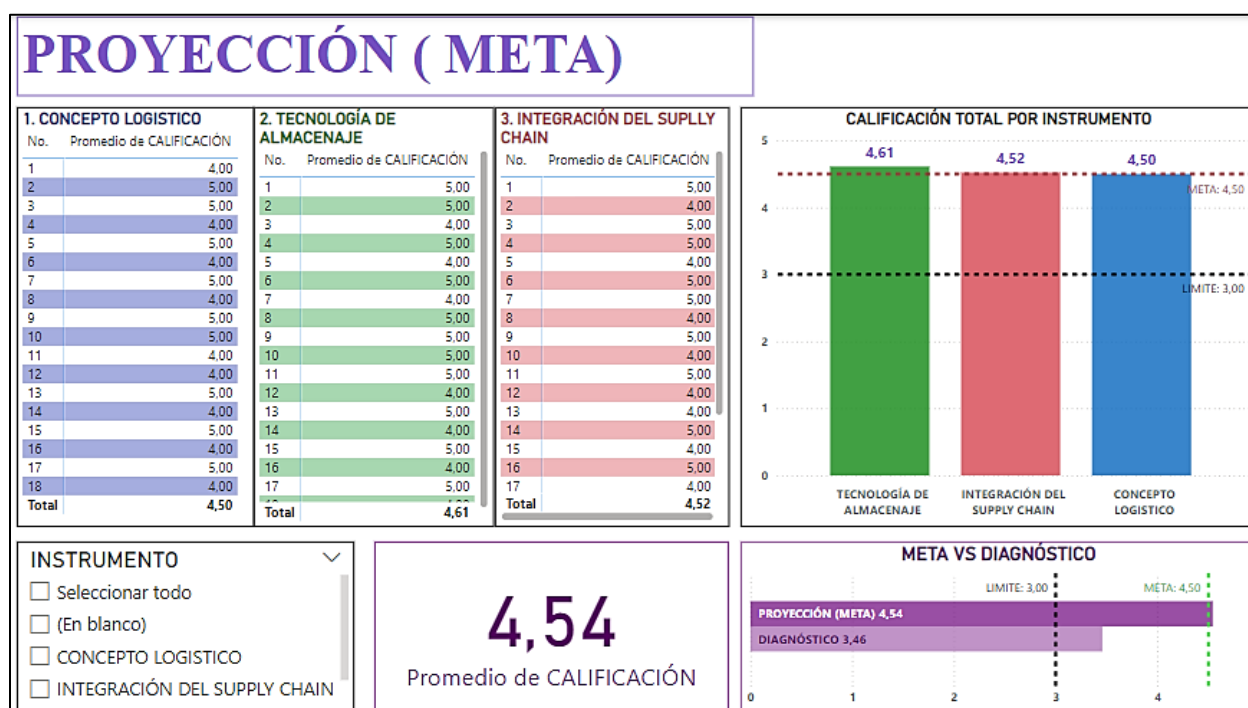 PROYECCIÓN ( META)
1. CONCEPTO LOGISTICO
No. Promedio de CALIFICACIÓN
1 4,00
2 5,00
3 5,00
4 4,00
5 5,00
6 4,00
7 5,00
8 4,00
9 5,00
10 5,00
11 4,00
12 4,00
13 5,00
14 4,00
15 5,00
16 4,00
17 5,00
18 4,00
Total 4,50
2. TECNOLOGÍA DE
ALMACENAJE
No. Promedio de CALIFICACIÓN
1 5,00
2 5,00
3 4,00
4 5,00
5 4,00
6 5,00
7 4,00
8 5,00
9 5,00
10 5,00
11 5,00
12 4,00
13 5,00
14 4,00
15 5,00
16 4,00
17 5,00
Total 4,61
3. INTEGRACIÓN DEL SUPLLY
CHAIN
No. Promedio de CALIFICACIÓN
1 5,00
2 4,00
3 5,00
4 5,00
5 4,00
6 5,00
7 5,00
8 4,00
9 5,00
10 4,00
11 5,00
12 4,00
13 4,00
14 5,00
15 4,00
16 5,00
17 4,00
Total 4,52
CALIFICACIÓN TOTAL POR INSTRUMENTO
5
4,61 4,52 4,50
META: 4,50
4
3
LIMITE: 3,00
2
1
0
TECNOLOGÍA DE
ALMACENAJE
INTEGRACIÓN DEL
SUPPLY CHAIN
CONCEPTO
LOGISTICO
INSTRUMENTO
Seleccionar todo
(En blanco)
CONCEPTO LOGISTICO
INTEGRACIÓN DEL SUPPLY CHAIN
4,54
Promedio de CALIFICACIÓN
META VS DIAGNÓSTICO
LIMITE: 3,00 META: 4,50
PROYECCIÓN (META) 4,54
DIAGNÓSTICO 3,46
0 1 2 3 4